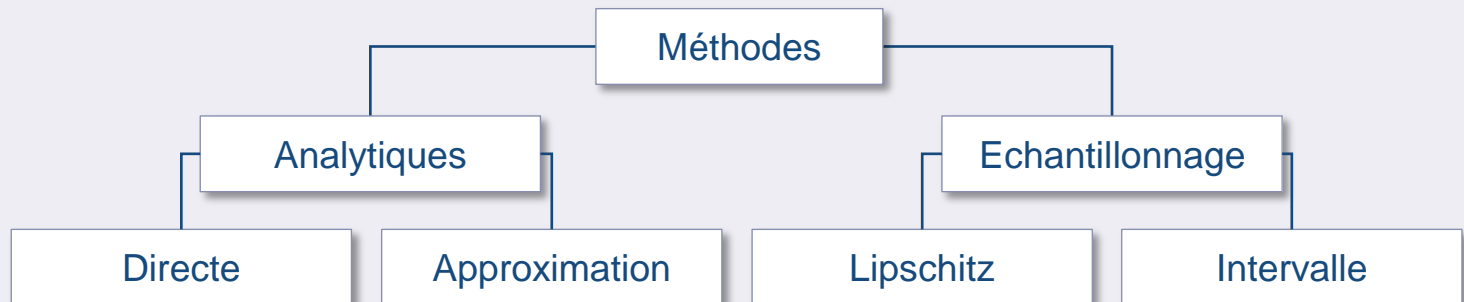 Méthodes
Analytiques
Echantillonnage
Directe
Approximation
Lipschitz
Intervalle